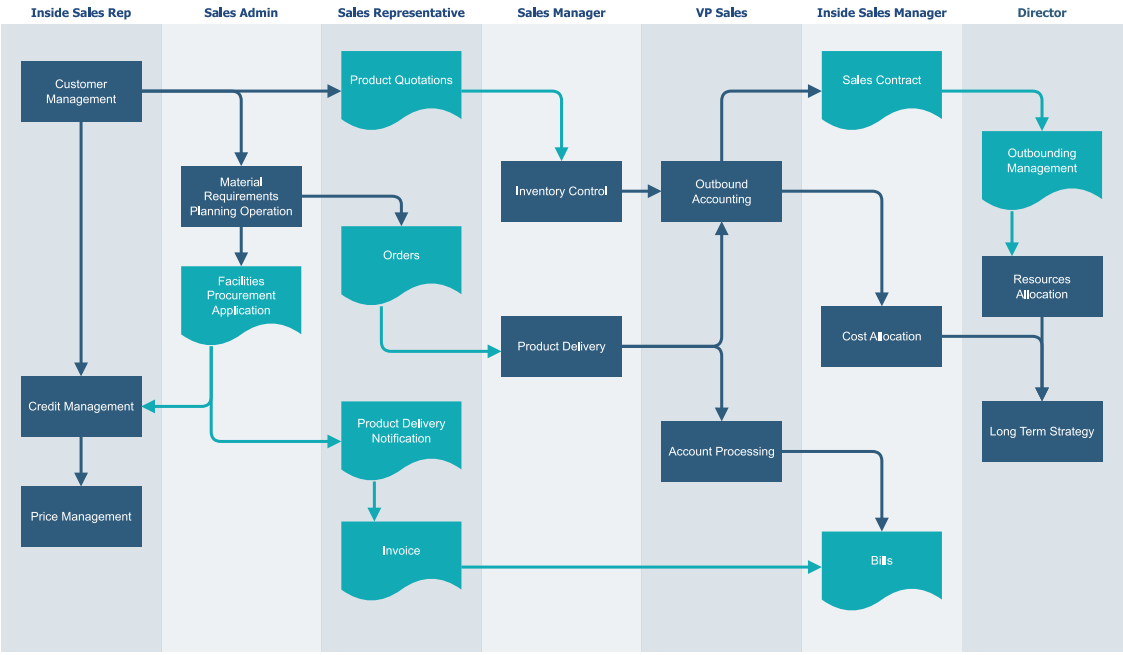 Inside Sales Rep
Sales Admin
Sales Representative
Sales Manager
VP Sales
Inside Sales Manager
Director
Customer
Management
Product Quotations
Sales Contract
Material
Requirements
Planning Operation
Inventory Control
Outbound
Accounting
Outbounding
Management
Orders
Facilities
Procurement
Application
Resources
Allocation
Product Delivery
Cost Allocation
Credit Management
Product Delivery
Notification
Account Processing
Long Term Strategy
Price Management
Invoice
Bills